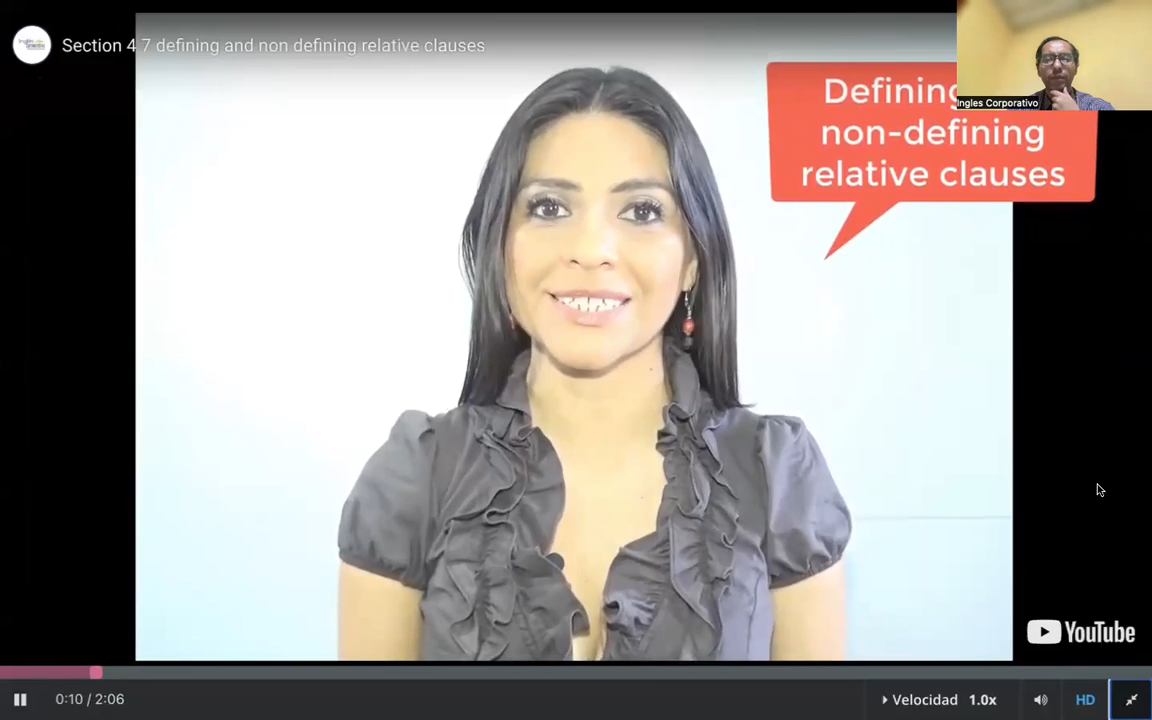 Section 4 7 defining and non defining relative clauses
Defining
non-defining
relative clauses
Ingles Corporativo
YouTube
0:10 / 2:06
Velocidad 1.0x
HD